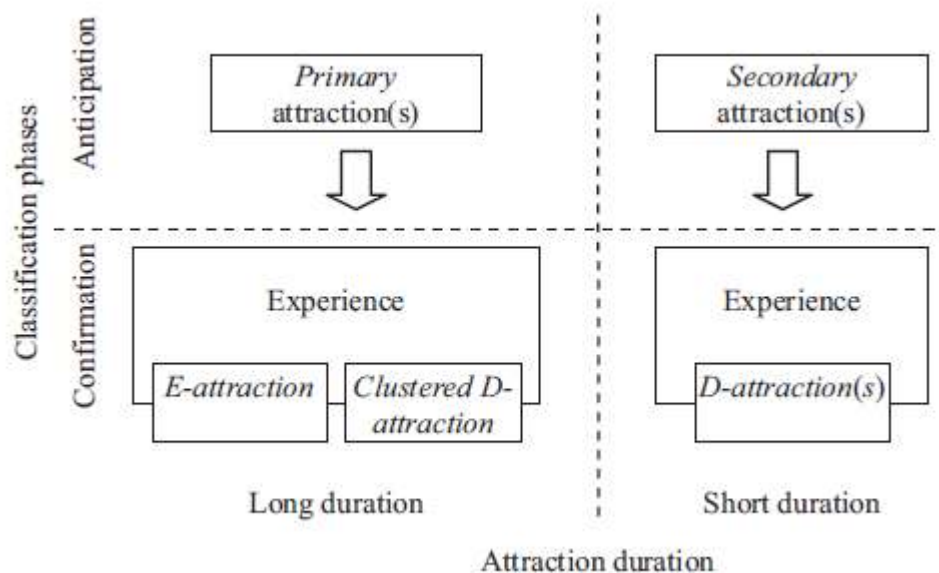 Classification phases
Anticipation
Primary
attraction(s)
Secondary
attraction(s)
Confirmation
Experience
E-attraction
Clustered D-
attraction
Experience
D-attraction(s)
Long duration
Short duration
Attraction duration